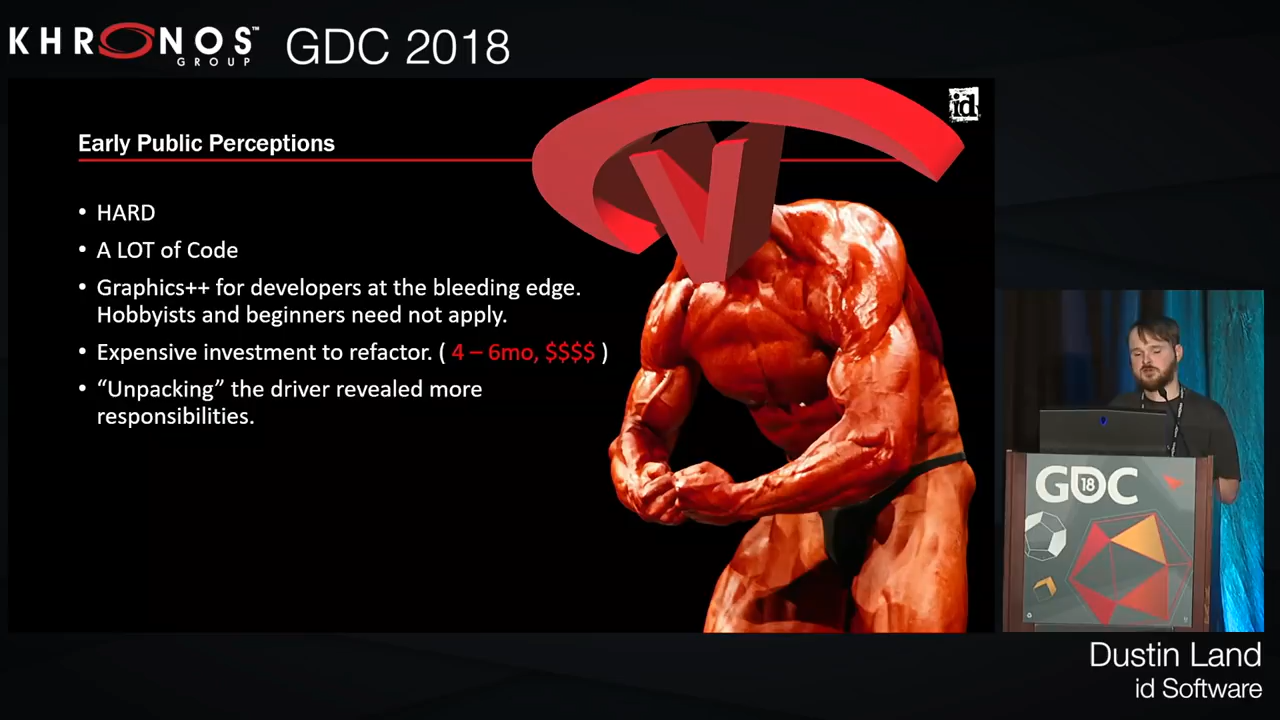 KHRONOS™
GROUP
GDC 2018
id
Early Public Perceptions
• HARD
• A LOT of Code
• Graphics++ for developers at the bleeding edge.
Hobbyists and beginners need not apply.
• Expensive investment to refactor. ( 4 – 6mo, $$$$ )
• “Unpacking” the driver revealed more
responsibilities.
V
GDC
18
Dustin Land
id Software